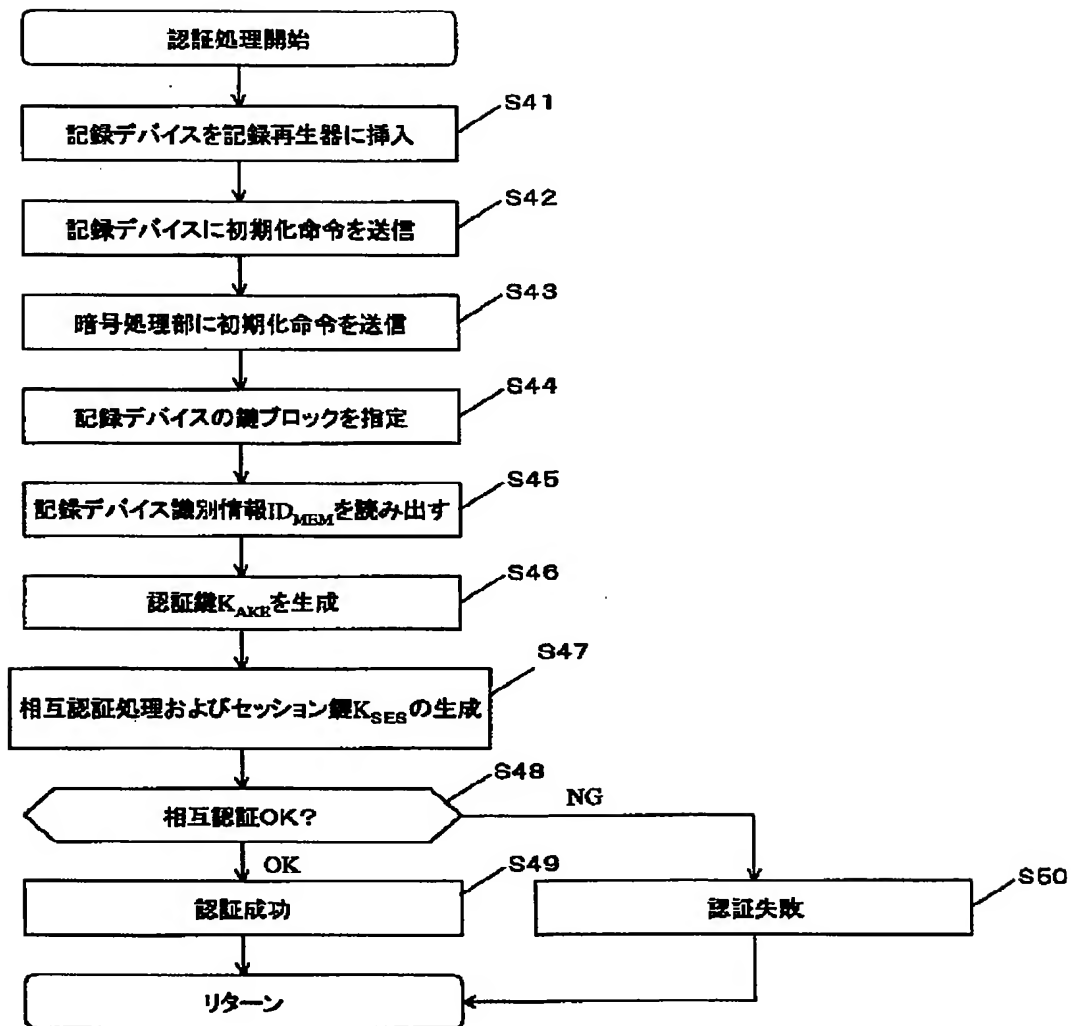 認証処理開始
S41
記録デバイスを記録再生器に挿入
S42
記録デバイスに初期化命令を送信
S43
暗号処理部に初期化命令を送信
S44
記録デバイスの鍵ブロックを指定
S45
記録デバイス識別情報ID_MEMを読み出す
S46
認証鍵K_AKEを生成
S47
相互認証処理およびセッション鍵K_SESの生成
S48
相互認証OK?
NG
OK
S49
認証成功
S50
認証失敗
リターン